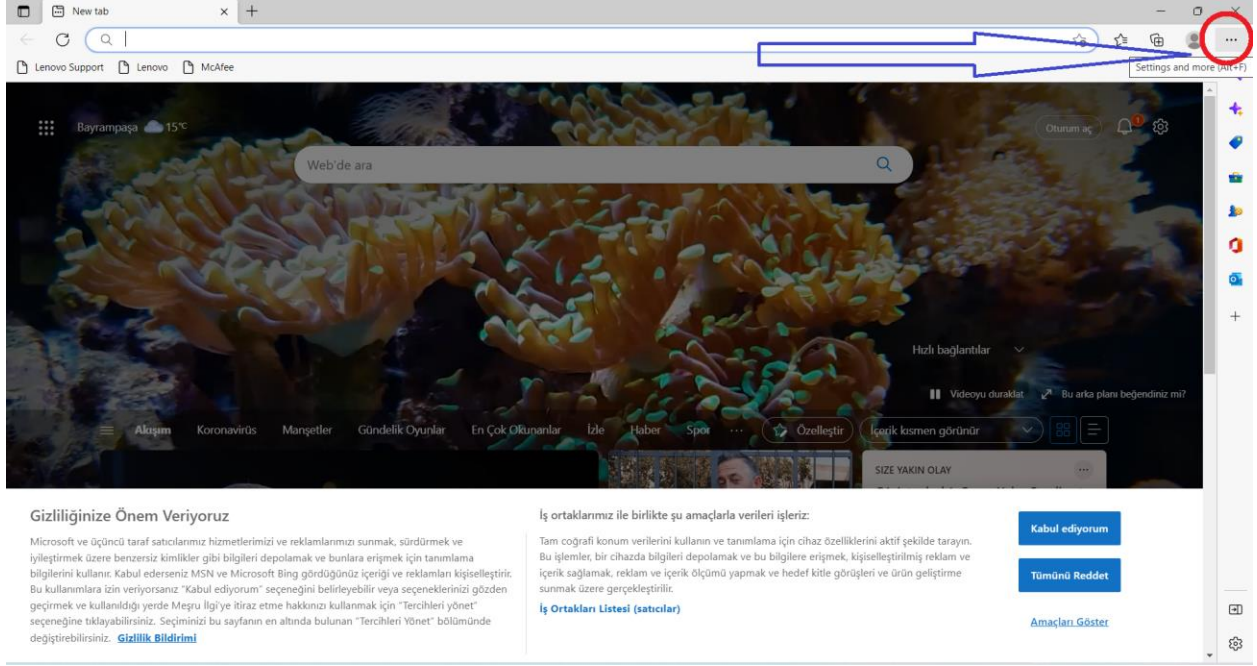 New tab
Lenovo Support Lenovo McAfee
Settings and more (Alt+F)
Bayrampaşa 15°C
Oturum aç
1
Web'de ara
Hızlı bağlantılar
Videoyu duraklat Bu arka planı beğendiniz mi?
Akışım Koronavirüs Manşetler Gündelik Oyunlar En Çok Okunanlar İzle Haber Spor ... Özelleştir İçerik kısmen görünür
SIZE YAKIN OLAY
Gizliliğinize Önem Veriyoruz
Microsoft ve üçüncü taraf satıcılarımız hizmetlerimizi ve reklamlarımızı sunmak, sürdürmek ve
iyileştirmek üzere benzersiz kimlikler gibi bilgileri depolamak ve bunlara erişmek için tanımlama
bilgilerini kullanır. Kabul ederseniz MSN ve Microsoft Bing gördüğünüz içeriği ve reklamları kişiselleştirir.
Bu kullanımlara izin veriyorsanız "Kabul ediyorum" seçeneğini belirleyebilir veya seçeneklerinizi gözden
geçirmek ve kullanıldığı yerde Meşru İlgi'ye itiraz etme hakkınızı kullanmak için "Tercihleri yönet"
seçeneğine tıklayabilirsiniz. Seçiminizi bu sayfanın en altında bulunan "Tercihleri Yönet" bölümünde
değiştirebilirsiniz. Gizlilik Bildirimi
İş ortaklarımız ile birlikte şu amaçlarla verileri işleriz:
Tam coğrafi konum verilerini kullanın ve tanımlama için cihaz özelliklerini aktif şekilde tarayın.
Bu işlemler, bir cihazda bilgileri depolamak ve bu bilgilere erişmek, kişiselleştirilmiş reklam ve
içerik sağlamak, reklam ve içerik ölçümü yapmak ve hedef kitle görüşleri ve ürün geliştirme
sunmak üzere gerçekleştirilir.
İş Ortakları Listesi (satıcılar)
Kabul ediyorum
Tümünü Reddet
Amaçları Göster